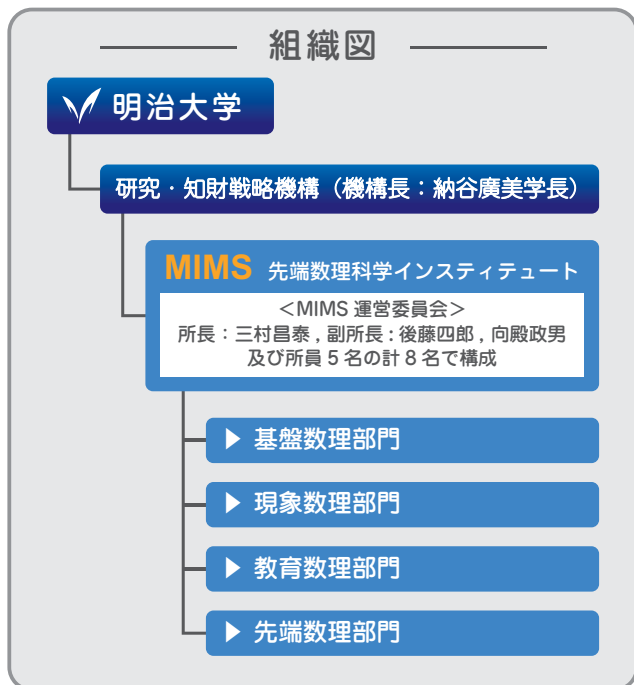 組織図
明治大学
研究・知財戦略機構（機構長：納谷廣美学長）
MIMS 先端数理科学インスティテュート
＜MIMS 運営委員会＞
所長：三村昌泰 , 副所長 : 後藤四郎 , 向殿政男
及び所員 5 名の計 8 名で構成
▶ 基盤数理部門
▶ 現象数理部門
▶ 教育数理部門
▶ 先端数理部門